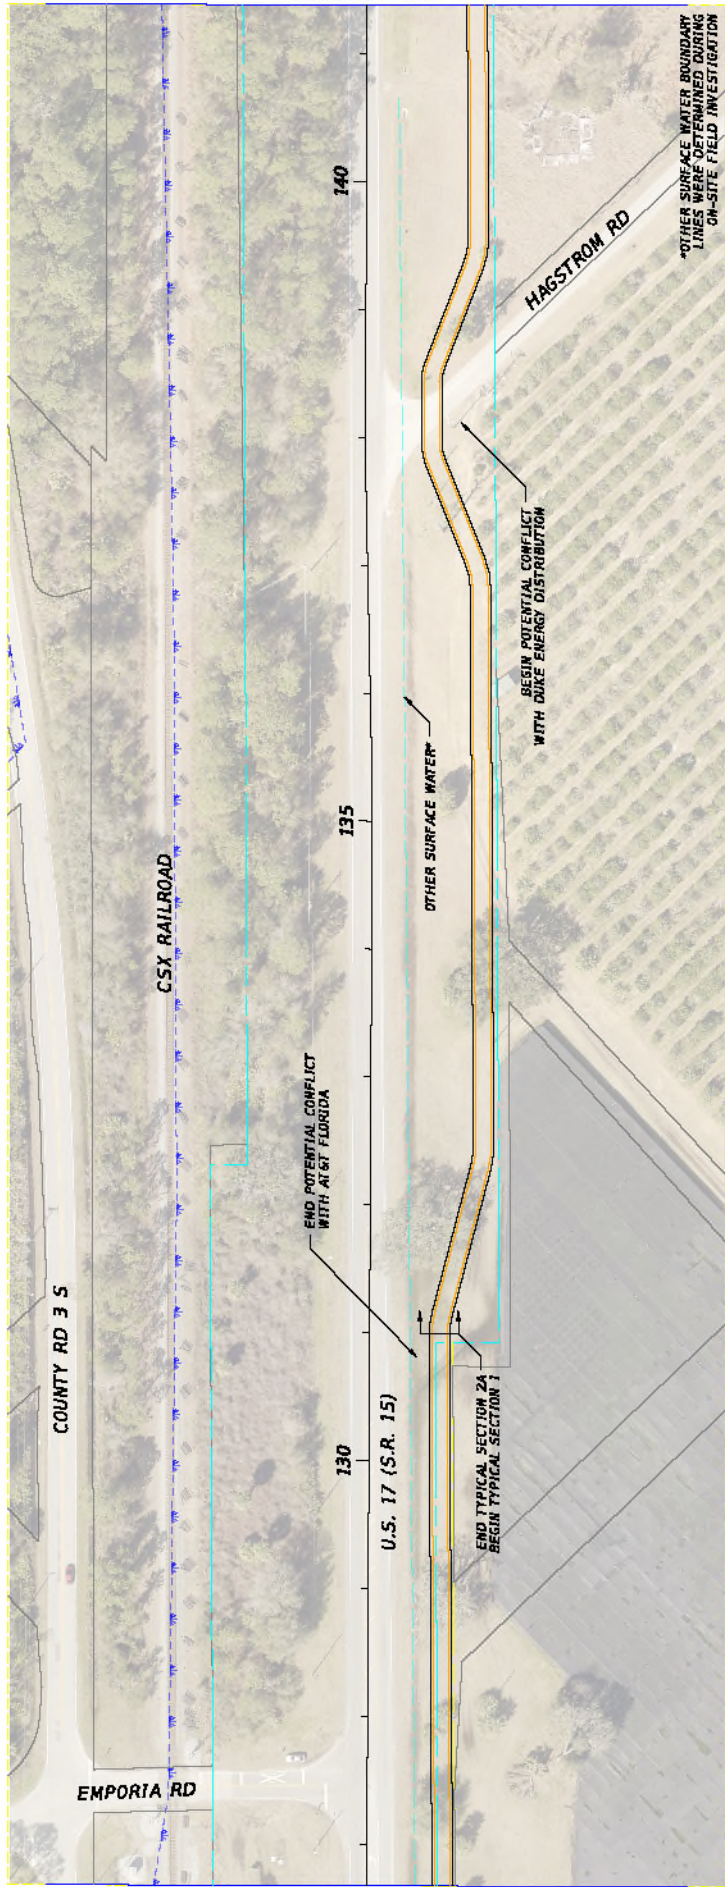 COUNTY RD 3 S
EMPORIA RD
CSX RAILROAD
END POTENTIAL CONFLICT
WITH AT&T FLORIDA
130
135
140
U.S. 17 (S.R. 15)
OTHER SURFACE WATER*
END TYPICAL SECTION 2A
BEGIN TYPICAL SECTION 1
BEGIN POTENTIAL CONFLICT
WITH DUKE ENERGY DISTRIBUTION
HAGSTROM RD
*OTHER SURFACE WATER BOUNDARY
LINES WERE DETERMINED DURING
ON-SITE FIELD INVESTIGATION